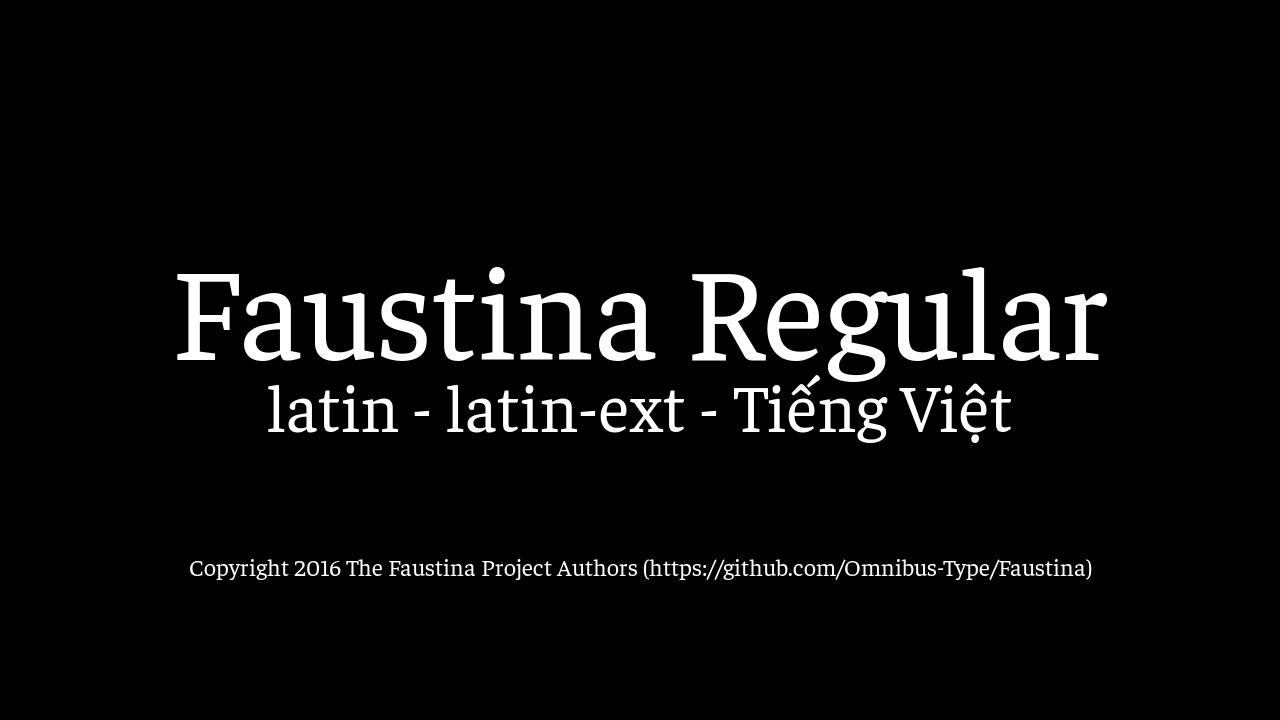 Faustina Regular
latin - latin-ext - Tiếng Việt
Copyright 2016 The Faustina Project Authors (https://github.com/Omnibus-Type/Faustina)